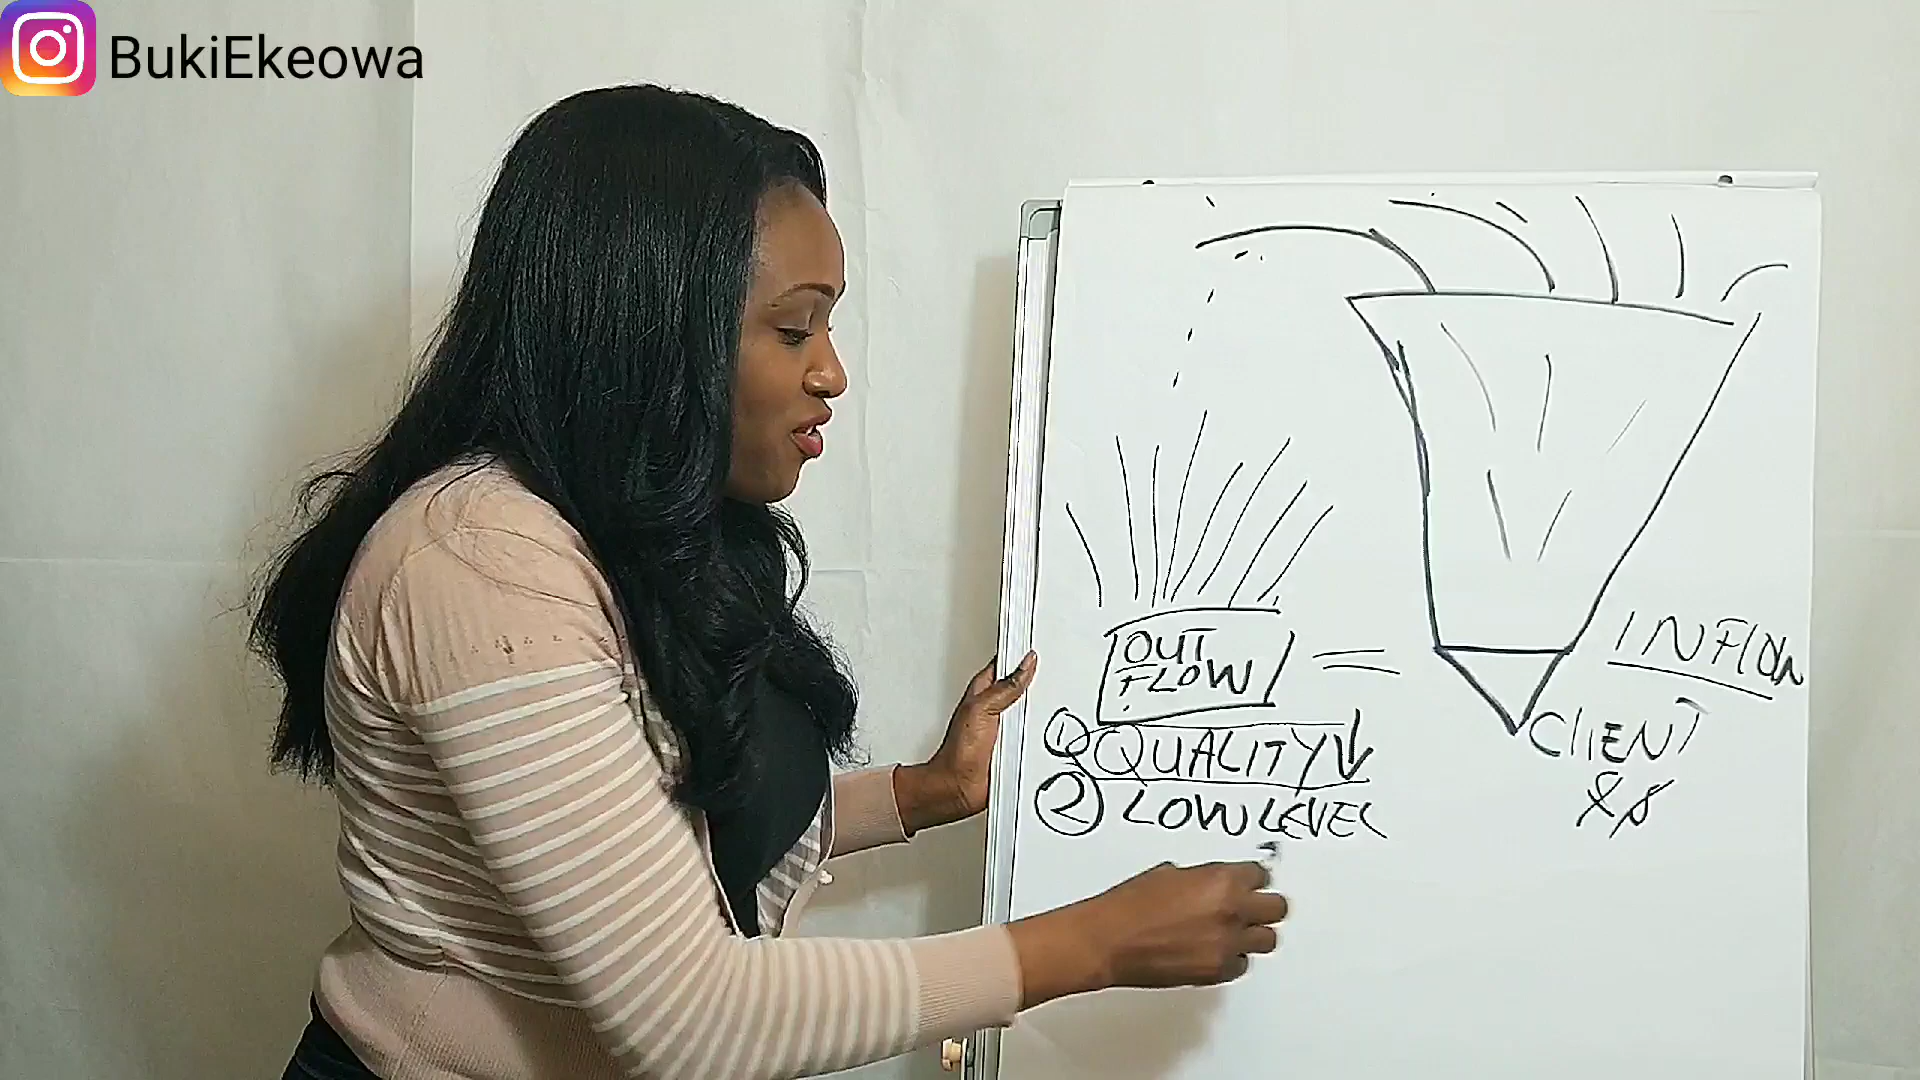 BukiEkeowa
OUT
FLOW
=
INFLOW
① QUALITY↓
CLIENT
② LOW LEVEL